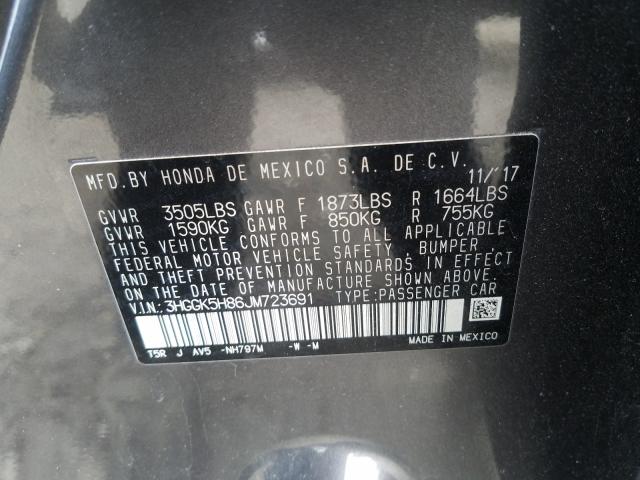 MFD.BY HONDA DE MEXICO S.A. DE C.V.
11/'17
GVWR 3505LBS GAWR F 1873LBS R 1664LBS
GVWR 1590KG GAWR F 850KG R 755KG
THIS VEHICLE CONFORMS TO ALL APPLICABLE
FEDERAL MOTOR VEHICLE SAFETY, BUMPER,
THEFT PREVENTION STANDARDS IN EFFECT
ON THE DATE OF MANUFACTURE SHOWN ABOVE.
V.I.N.:3HGGK5H86JM723691 TYPE:PASSENGER CAR
T5R J AV5 -NH797M -W -M MADE IN MEXICO